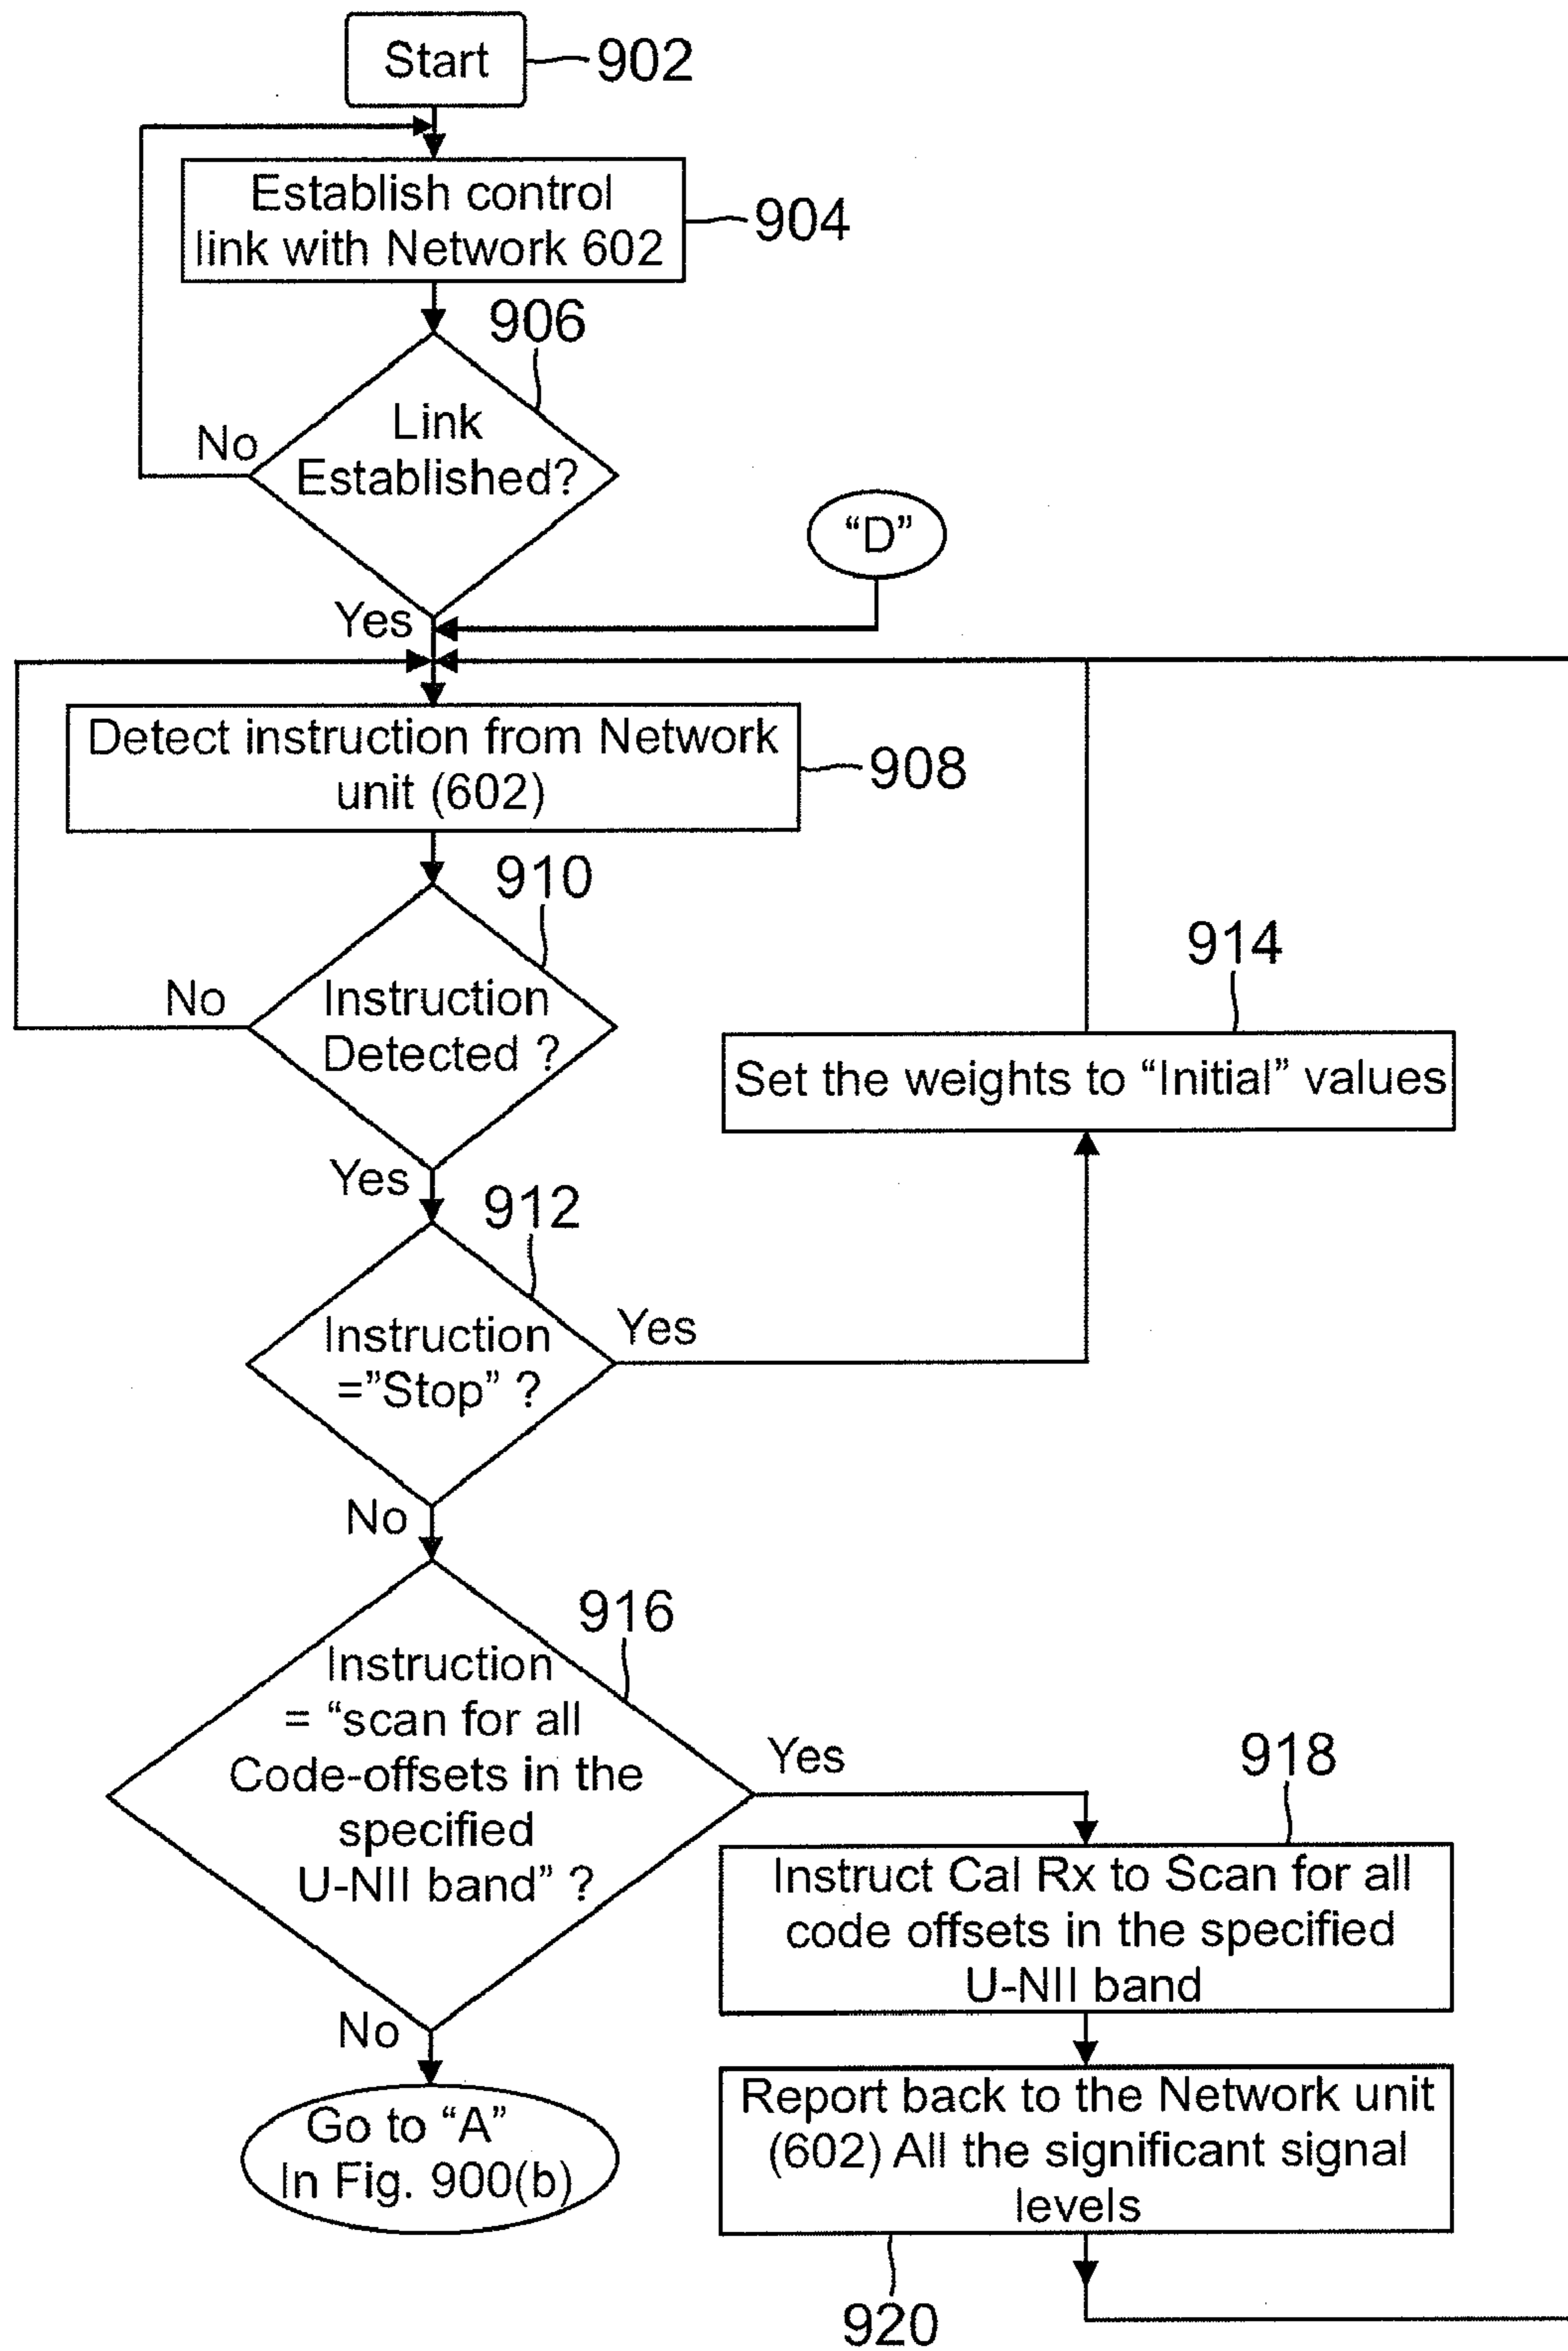 Start
902
Establish control
link with Network 602
904
906
Link
Established?
No
"D"
Yes
Detect instruction from Network
unit (602)
908
910
Instruction
Detected ?
No
914
Set the weights to “Initial” values
Yes
912
Instruction
=”Stop” ?
Yes
No
916
Instruction
= “scan for all
Code-offsets in the
specified
U-NII band” ?
Yes
918
Instruct Cal Rx to Scan for all
code offsets in the specified
U-NII band
No
Go to “A”
In Fig. 900(b)
Report back to the Network unit
(602) All the significant signal
levels
920